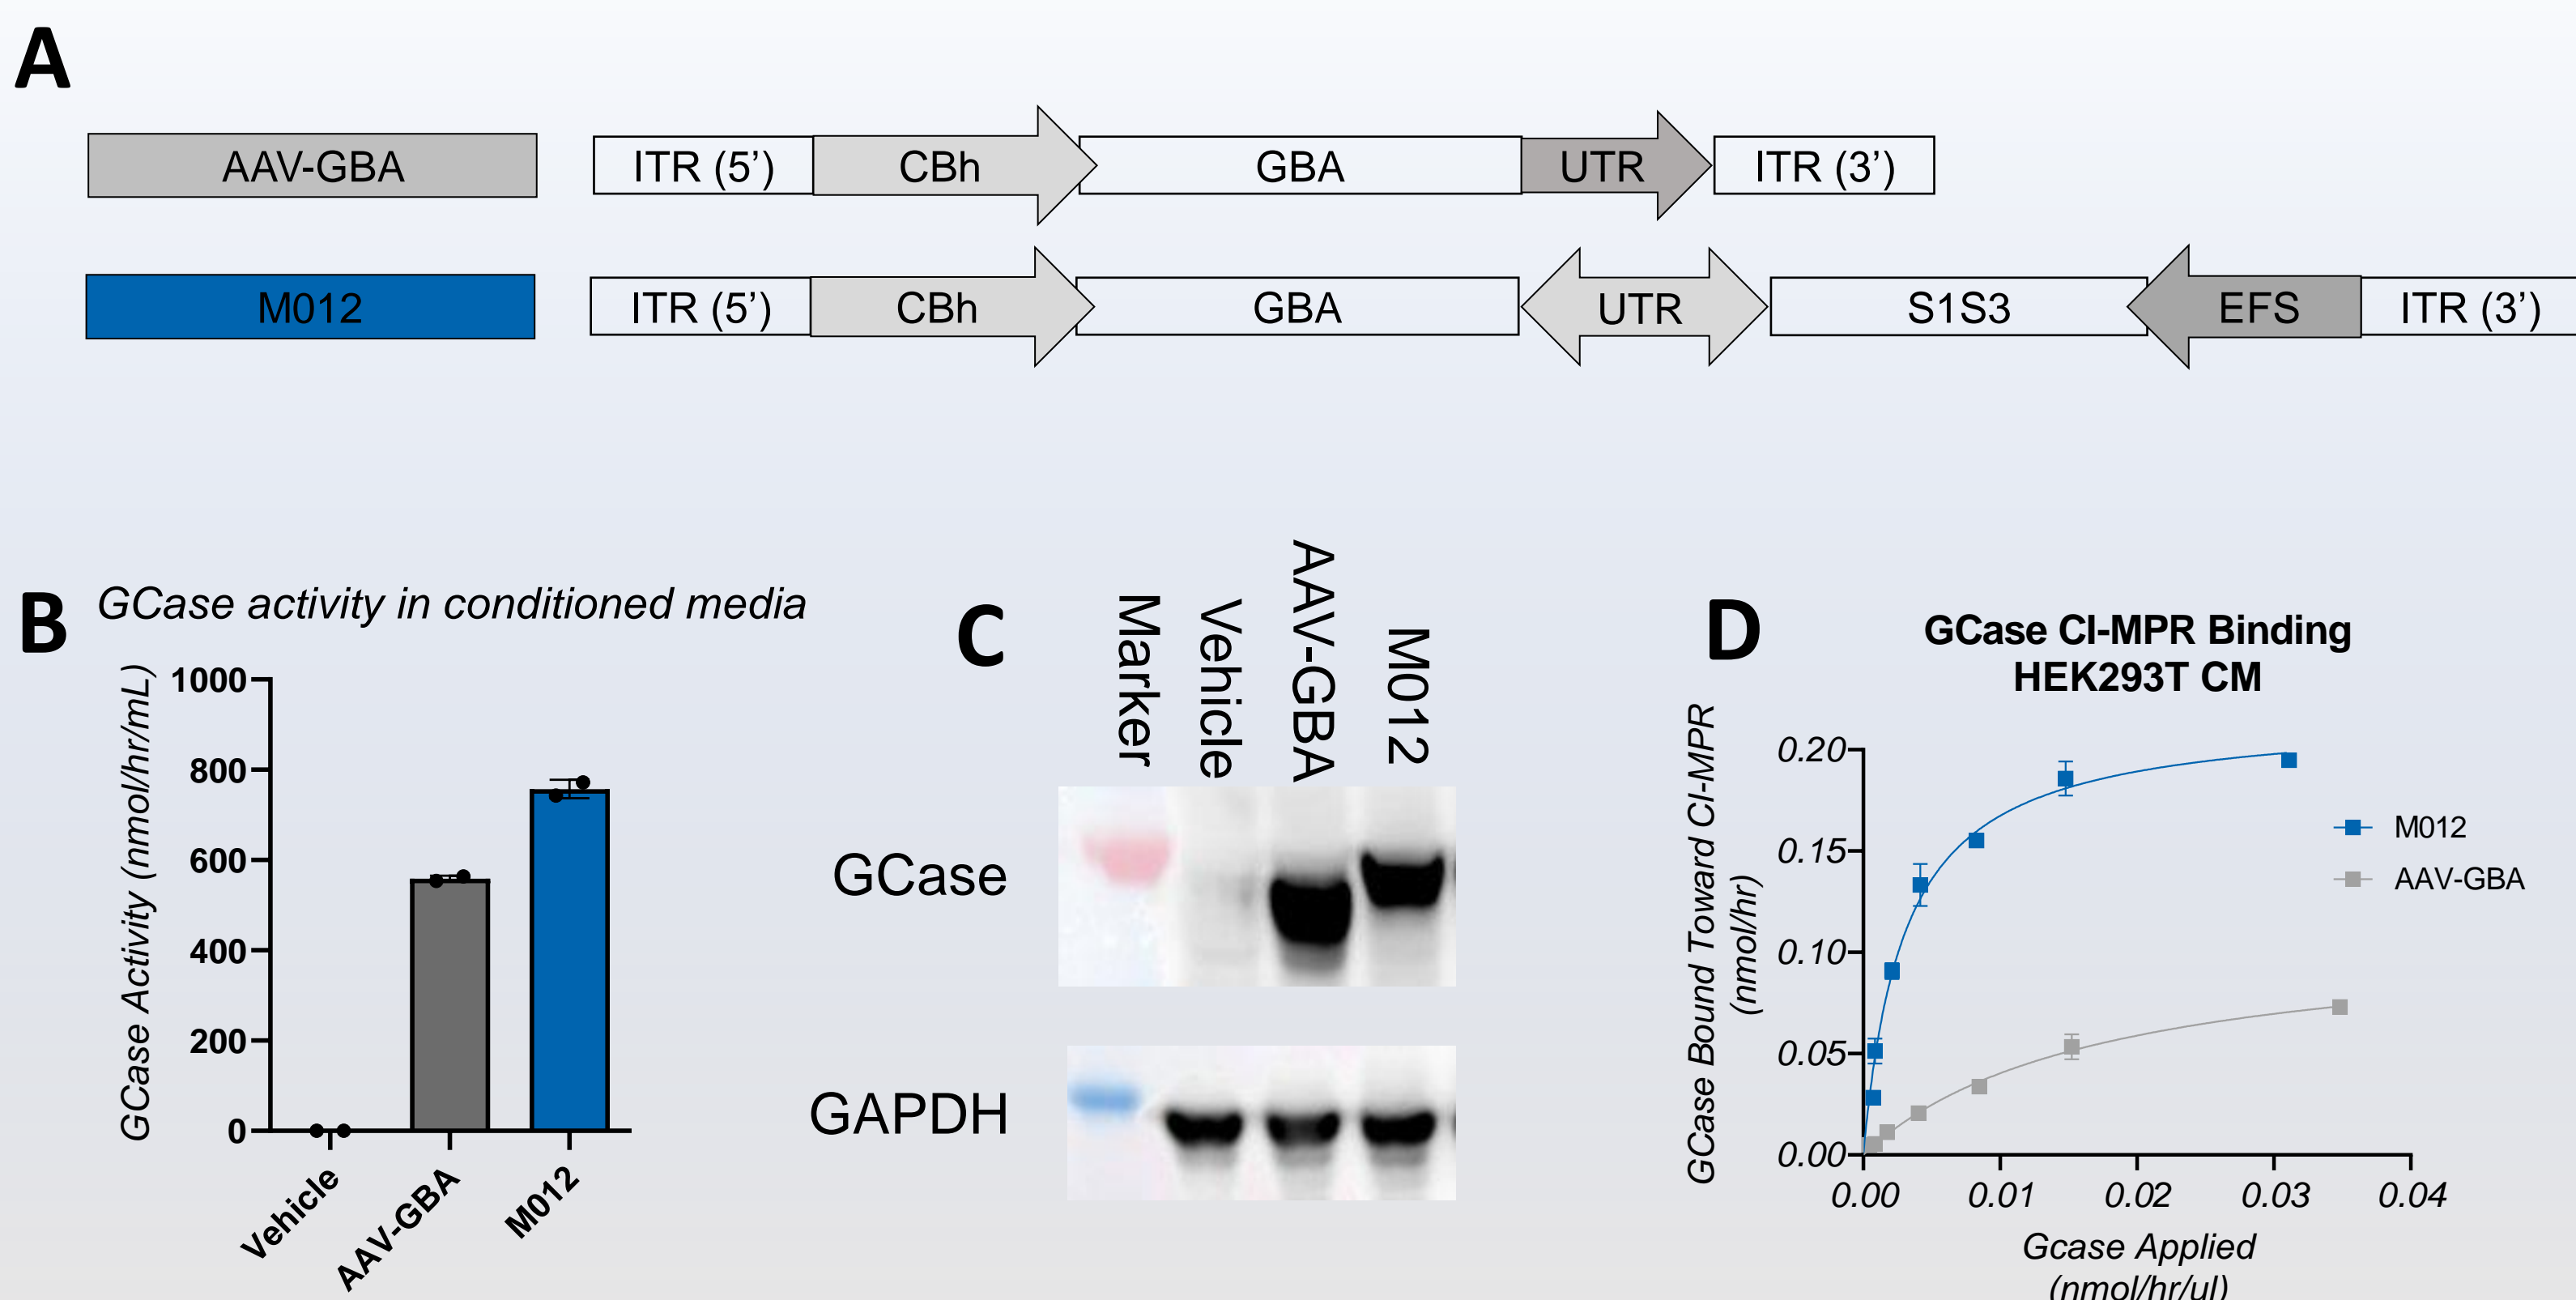 A
AAV-GBA
ITR (5’) CBh GBA UTR ITR (3’)
M012
ITR (5’) CBh GBA UTR S1S3 EFS ITR (3’)
B
GCase activity in conditioned media
GCase Activity (nmol/hr/mL)
1000
800
600
400
200
0
Vehicle
AAV-GBA
M012
C
Marker
Vehicle
AAV-GBA
M012
GCase
GAPDH
D
GCase CI-MPR Binding
HEK293T CM
GCase Bound Toward CI-MPR
(nmol/hr)
0.20
0.15
0.10
0.05
0.00
0.00 0.01 0.02 0.03 0.04
Gcase Applied
(nmol/hr/ul)
M012
AAV-GBA